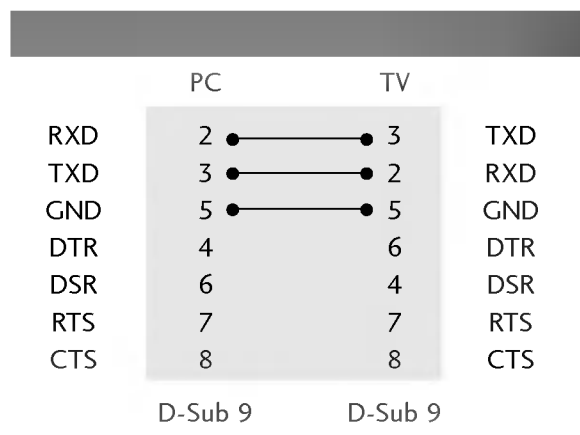 PC TV
RXD 2 3 TXD
TXD 3 2 RXD
GND 5 5 GND
DTR 4 6 DTR
DSR 6 4 DSR
RTS 7 7 RTS
CTS 8 8 CTS
D-Sub 9 D-Sub 9